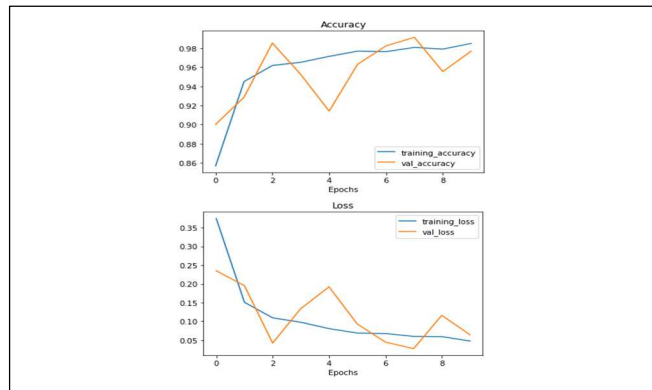 Accuracy
0.98
0.96
0.94
0.92
0.90
0.88
0.86
training_accuracy
val_accuracy
0 2 4 6 8
Epochs
Loss
0.35
0.30
0.25
0.20
0.15
0.10
0.05
training_loss
val_loss
0 2 4 6 8
Epochs